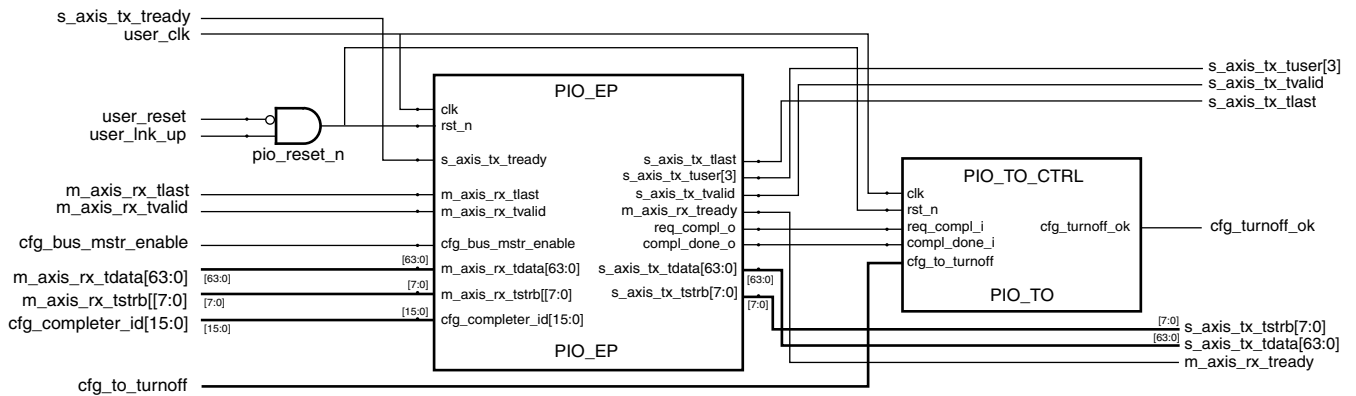 s_axis_tx_tready
user_clk
user_reset
user_lnk_up
pio_reset_n
m_axis_rx_tlast
m_axis_rx_tvalid
cfg_bus_mstr_enable
m_axis_rx_tdata[63:0]
[63:0]
m_axis_rx_tstrb[[7:0]
[7:0]
cfg_completer_id[15:0]
[15:0]
cfg_to_turnoff
PIO_EP
clk
rst_n
s_axis_tx_tready
m_axis_rx_tlast
m_axis_rx_tvalid
cfg_bus_mstr_enable
[63:0]
m_axis_rx_tdata[63:0]
[7:0]
m_axis_rx_tstrb[[7:0]
[15:0]
cfg_completer_id[15:0]
s_axis_tx_tlast
s_axis_tx_tuser[3]
s_axis_tx_tvalid
m_axis_rx_tready
req_compl_o
compl_done_o
s_axis_tx_tdata[63:0]
[63:0]
s_axis_tx_tstrb[7:0]
[7:0]
PIO_EP
PIO_TO_CTRL
clk
rst_n
req_compl_i
compl_done_i
cfg_to_turnoff
cfg_turnoff_ok
PIO_TO
s_axis_tx_tuser[3]
s_axis_tx_tvalid
s_axis_tx_tlast
cfg_turnoff_ok
[7:0]
s_axis_tx_tstrb[7:0]
[63:0]
s_axis_tx_tdata[63:0]
m_axis_rx_tready